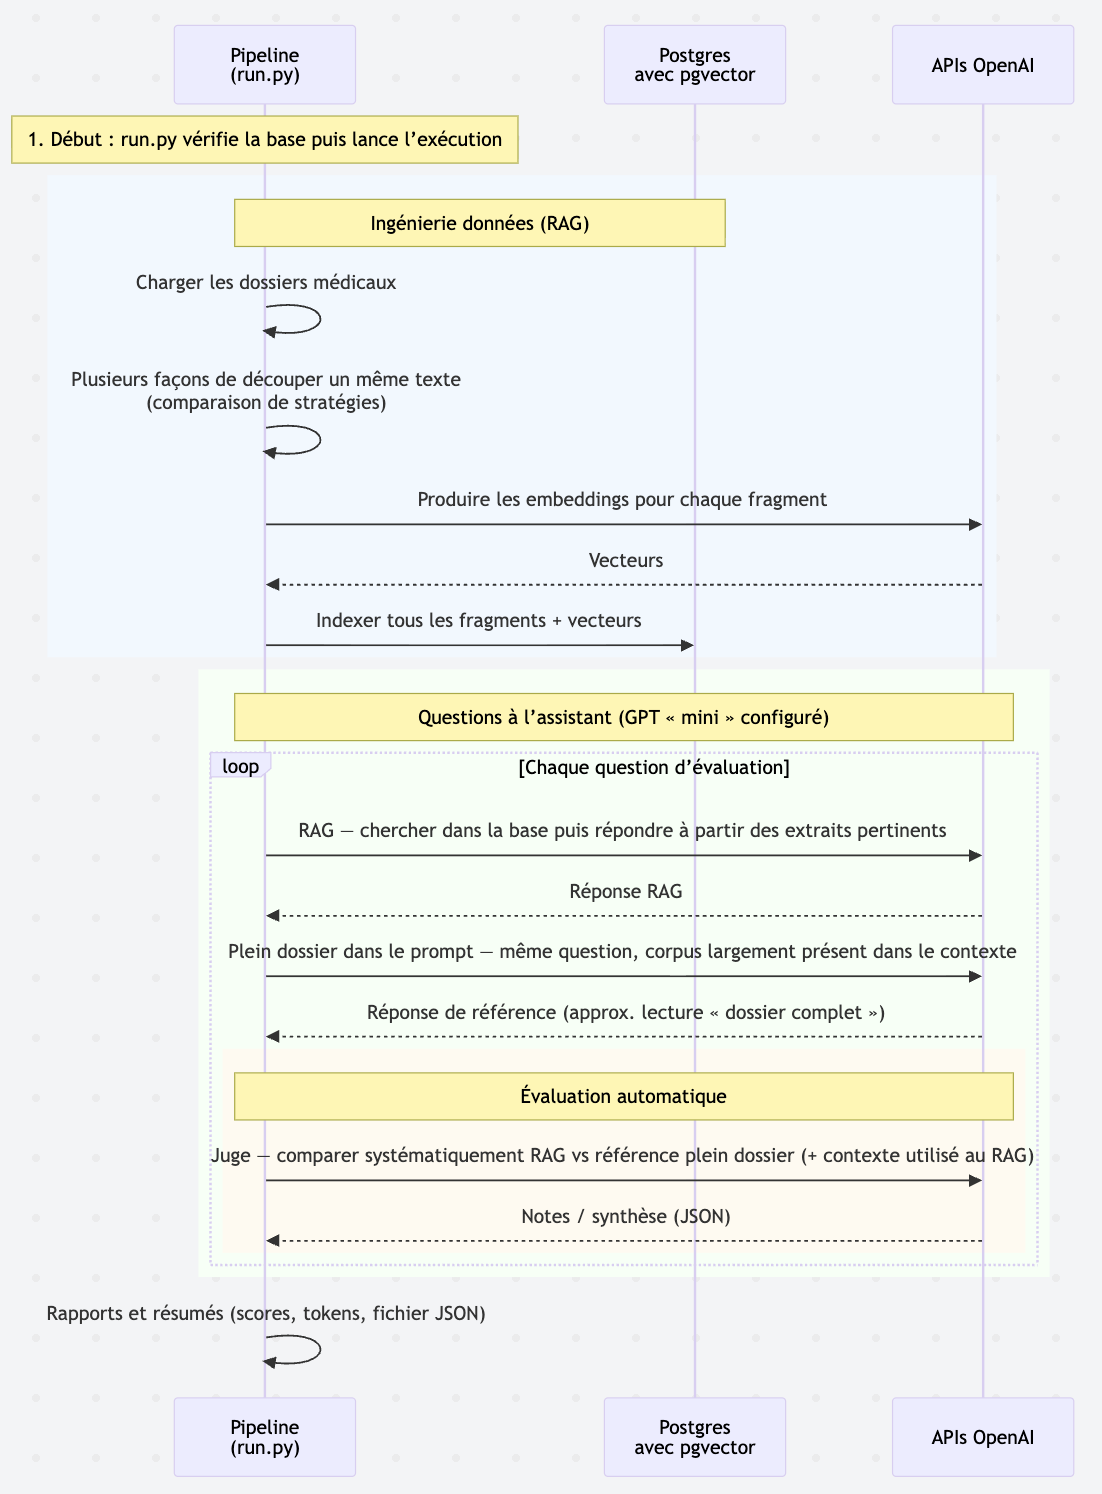 Pipeline
(run.py)
Postgres
avec pgvector
APIs OpenAI
1. Début : run.py vérifie la base puis lance l’exécution
Ingénierie données (RAG)
Charger les dossiers médicaux
Plusieurs façons de découper un même texte
(comparaison de stratégies)
Produire les embeddings pour chaque fragment
Vecteurs
Indexer tous les fragments + vecteurs
Questions à l’assistant (GPT « mini » configuré)
loop
[Chaque question d’évaluation]
RAG — chercher dans la base puis répondre à partir des extraits pertinents
Réponse RAG
Plein dossier dans le prompt — même question, corpus largement présent dans le contexte
Réponse de référence (approx. lecture « dossier complet »)
Évaluation automatique
Juge — comparer systématiquement RAG vs référence plein dossier (+ contexte utilisé au RAG)
Notes / synthèse (JSON)
Rapports et résumés (scores, tokens, fichier JSON)
Pipeline
(run.py)
Postgres
avec pgvector
APIs OpenAI